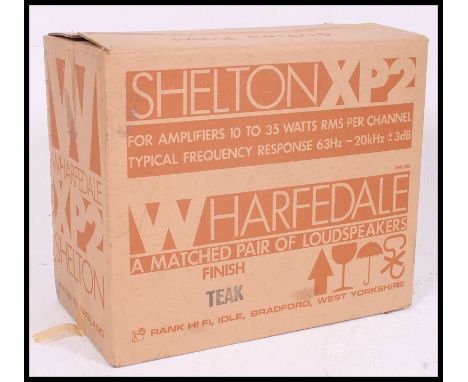 SHELTON XP2
FOR AMPLIFIERS 10 TO 35 WATTS RMS PER CHANNEL
TYPICAL FREQUENCY RESPONSE 63Hz – 20kHz ± 3dB
WHARFEDALE
A MATCHED PAIR OF LOUDSPEAKERS
FINISH
TEAK
RANK HI FI, IDLE, BRADFORD, WEST YORKSHIRE
W
WHARFEDALE
XP2
SHELTON